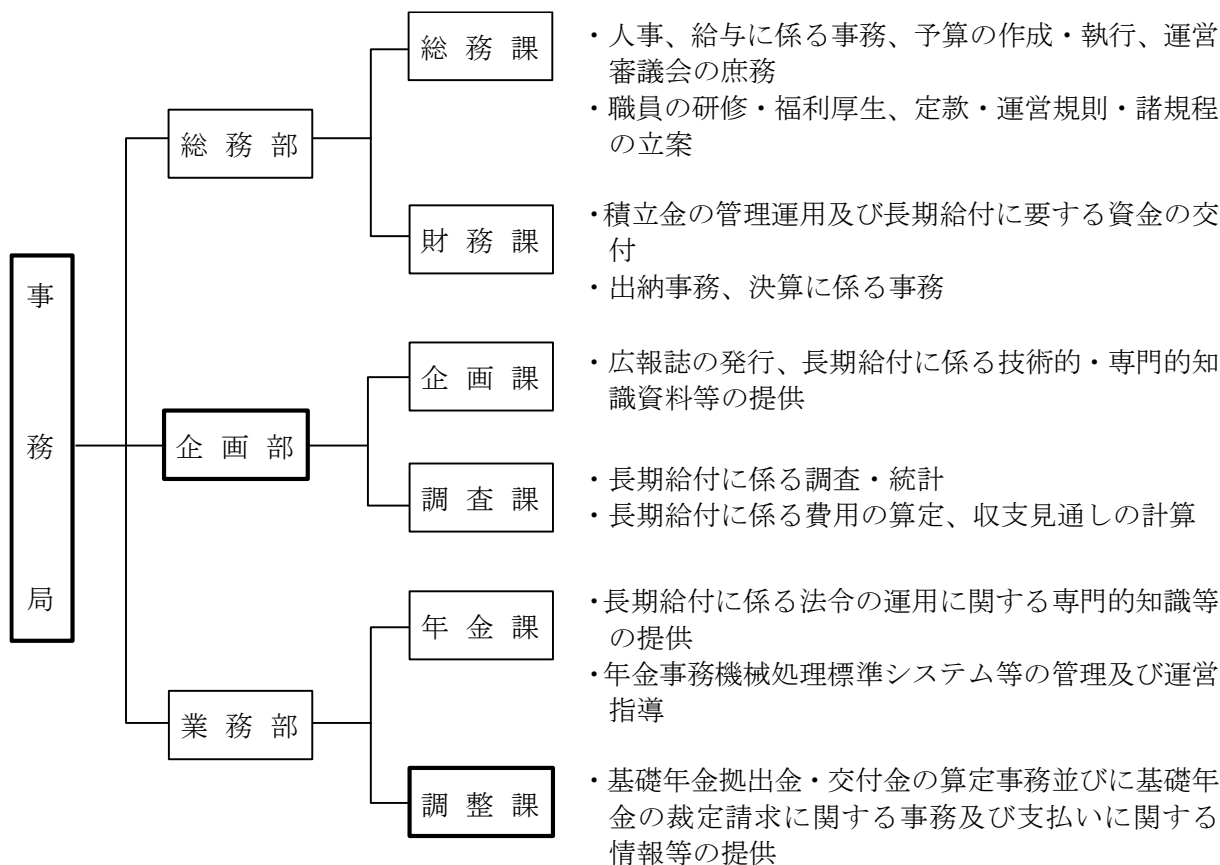 事務局
総務部
総務課
・人事、給与に係る事務、予算の作成・執行、運営
審議会の庶務
・職員の研修・福利厚生、定款・運営規則・諸規程
の立案
財務課
・積立金の管理運用及び長期給付に要する資金の交
付
・出納事務、決算に係る事務
企画部
企画課
・広報誌の発行、長期給付に係る技術的・専門的知
識資料等の提供
調査課
・長期給付に係る調査・統計
・長期給付に係る費用の算定、収支見通しの計算
業務部
年金課
・長期給付に係る法令の運用に関する専門的知識等
の提供
・年金事務機械処理標準システム等の管理及び運営
指導
調整課
・基礎年金拠出金・交付金の算定事務並びに基礎年
金の裁定請求に関する事務及び支払いに関する
情報等の提供